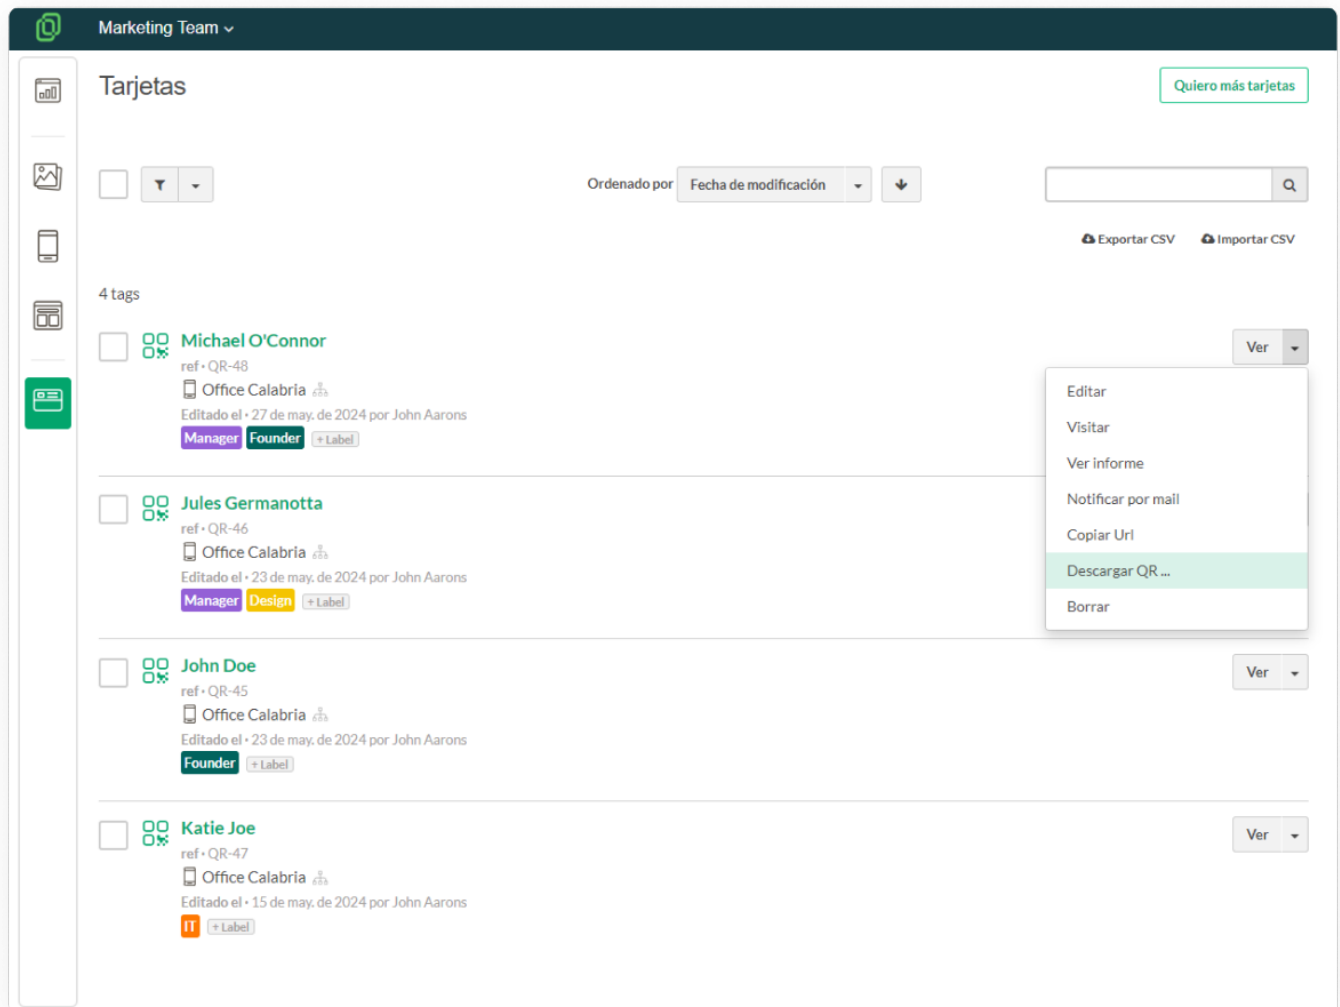 Marketing Team
Tarjetas
Quiero más tarjetas
Ordenado por Fecha de modificación
Exportar CSV Importar CSV
4 tags
Michael O'Connor
Ver
ref • QR-48
Office Calabria
Editado el • 27 de may. de 2024 por John Aarons
Manager Founder + Label
Editar
Visitar
Ver informe
Notificar por mail
Copiar Url
Descargar QR ...
Borrar
Jules Germanotta
ref • QR-46
Office Calabria
Editado el • 23 de may. de 2024 por John Aarons
Manager Design + Label
John Doe
Ver
ref • QR-45
Office Calabria
Editado el • 23 de may. de 2024 por John Aarons
Founder + Label
Katie Joe
Ver
ref • QR-47
Office Calabria
Editado el • 15 de may. de 2024 por John Aarons
IT + Label